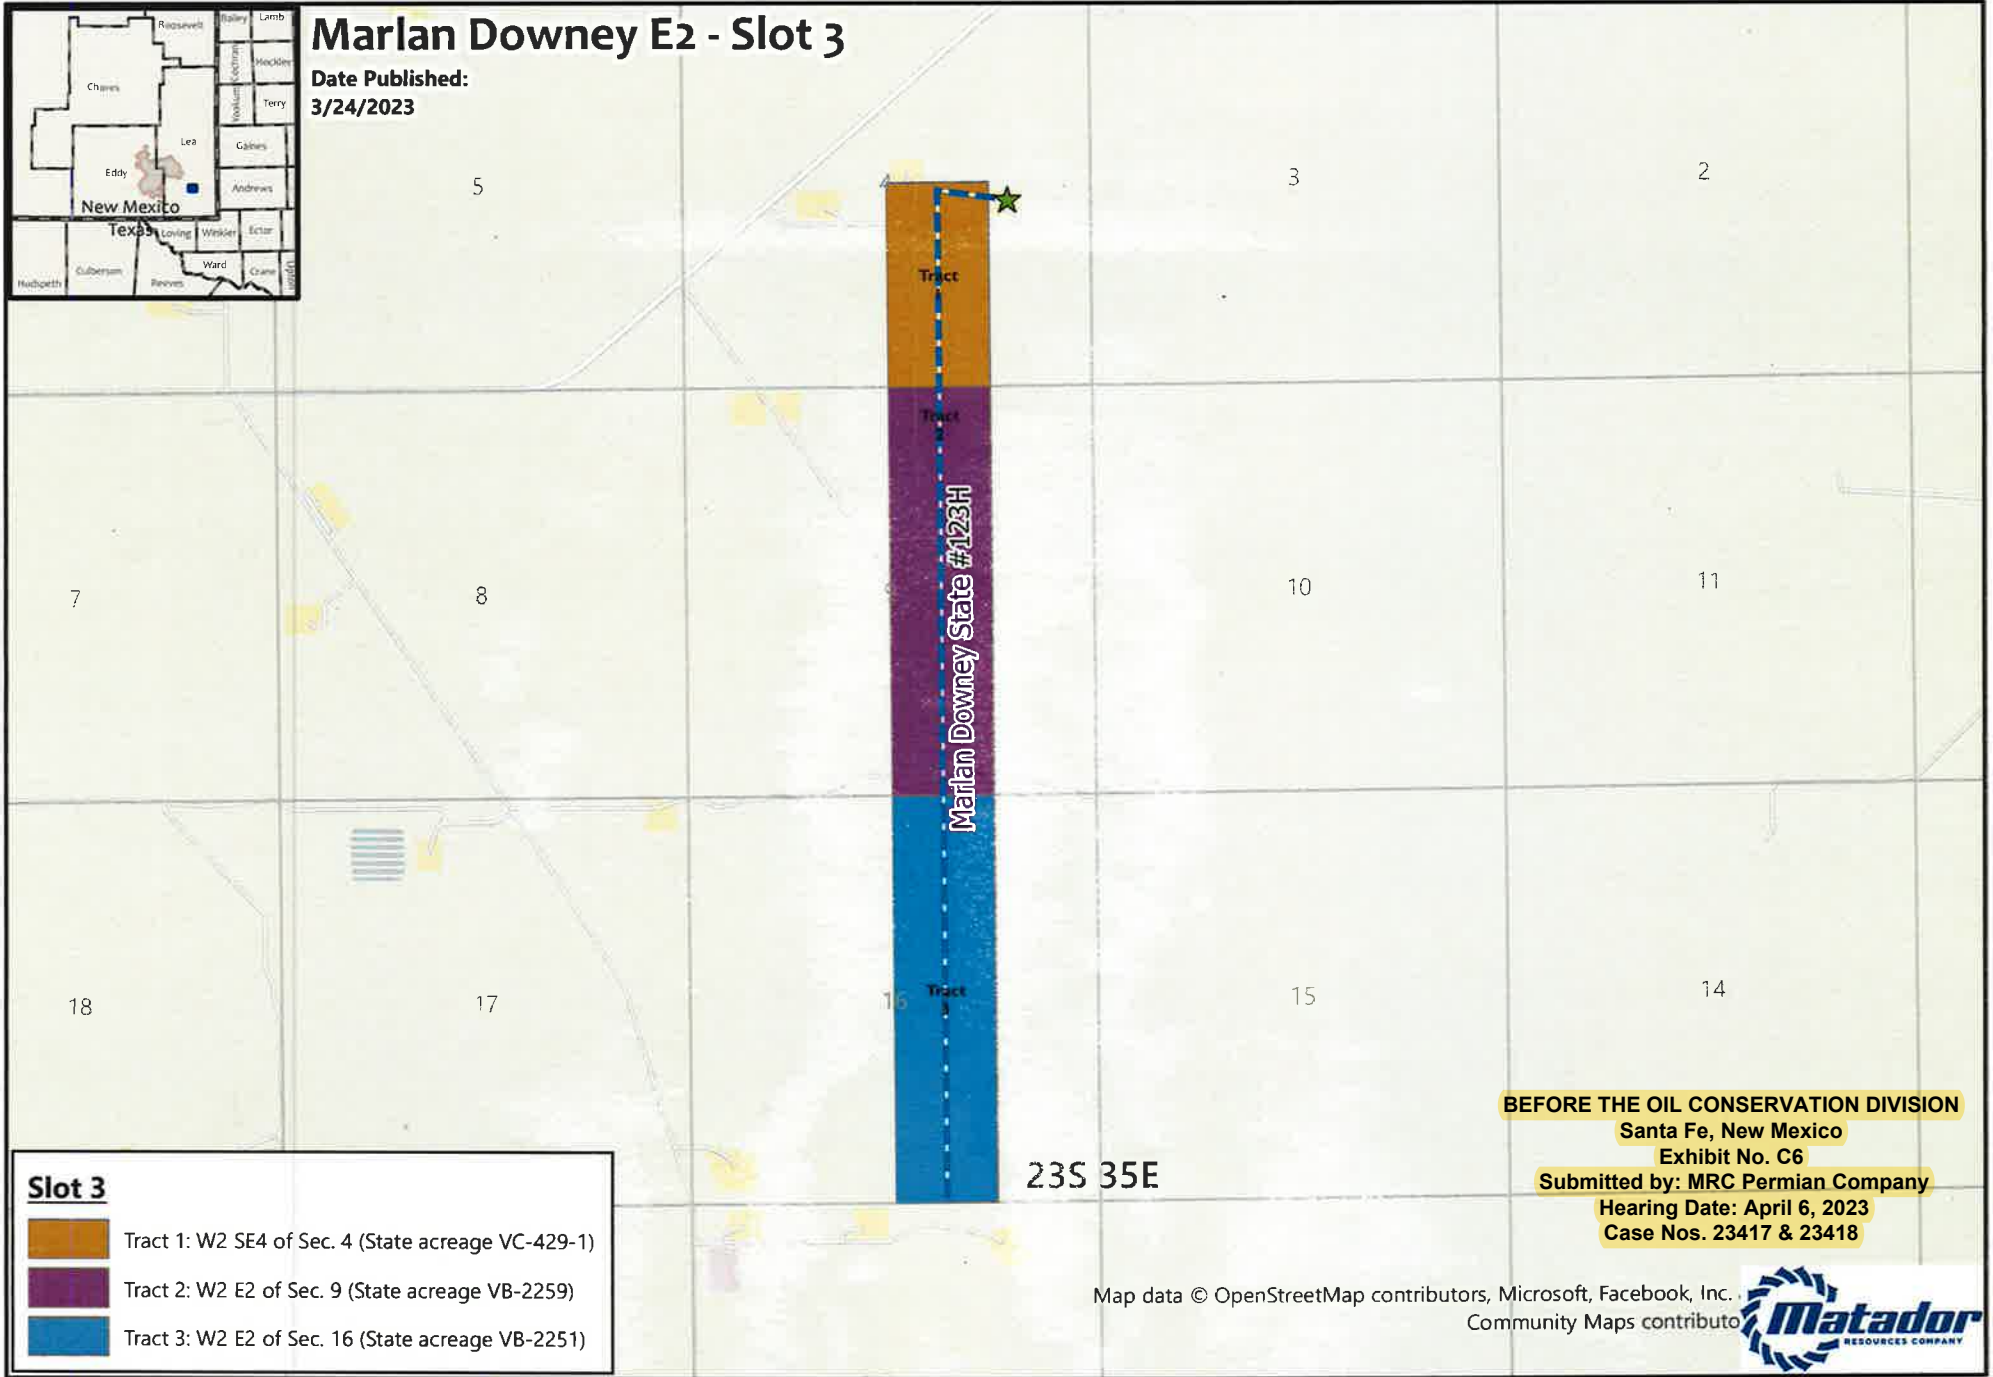 Marlan Downey E2 - Slot 3
Date Published:
3/24/2023
Roosevelt
Bailey
Lamb
Chaves
Cochran
Hockley
Yoakum
Terry
Lea
Gaines
Eddy
Andrews
New Mexico
Texas
Loving
Winkler
Ector
Hudspeth
Culberson
Reeves
Ward
Crane
Upton
5
4
3
2
Tract
Tract
2
Marlan Downey State #123H
7
8
10
11
18
17
16
Tract
3
15
14
23S 35E
BEFORE THE OIL CONSERVATION DIVISION
Santa Fe, New Mexico
Exhibit No. C6
Submitted by: MRC Permian Company
Hearing Date: April 6, 2023
Case Nos. 23417 & 23418
Slot 3
Tract 1: W2 SE4 of Sec. 4 (State acreage VC-429-1)
Tract 2: W2 E2 of Sec. 9 (State acreage VB-2259)
Tract 3: W2 E2 of Sec. 16 (State acreage VB-2251)
Map data © OpenStreetMap contributors, Microsoft, Facebook, Inc.
Community Maps contributo
Matador
RESOURCES COMPANY